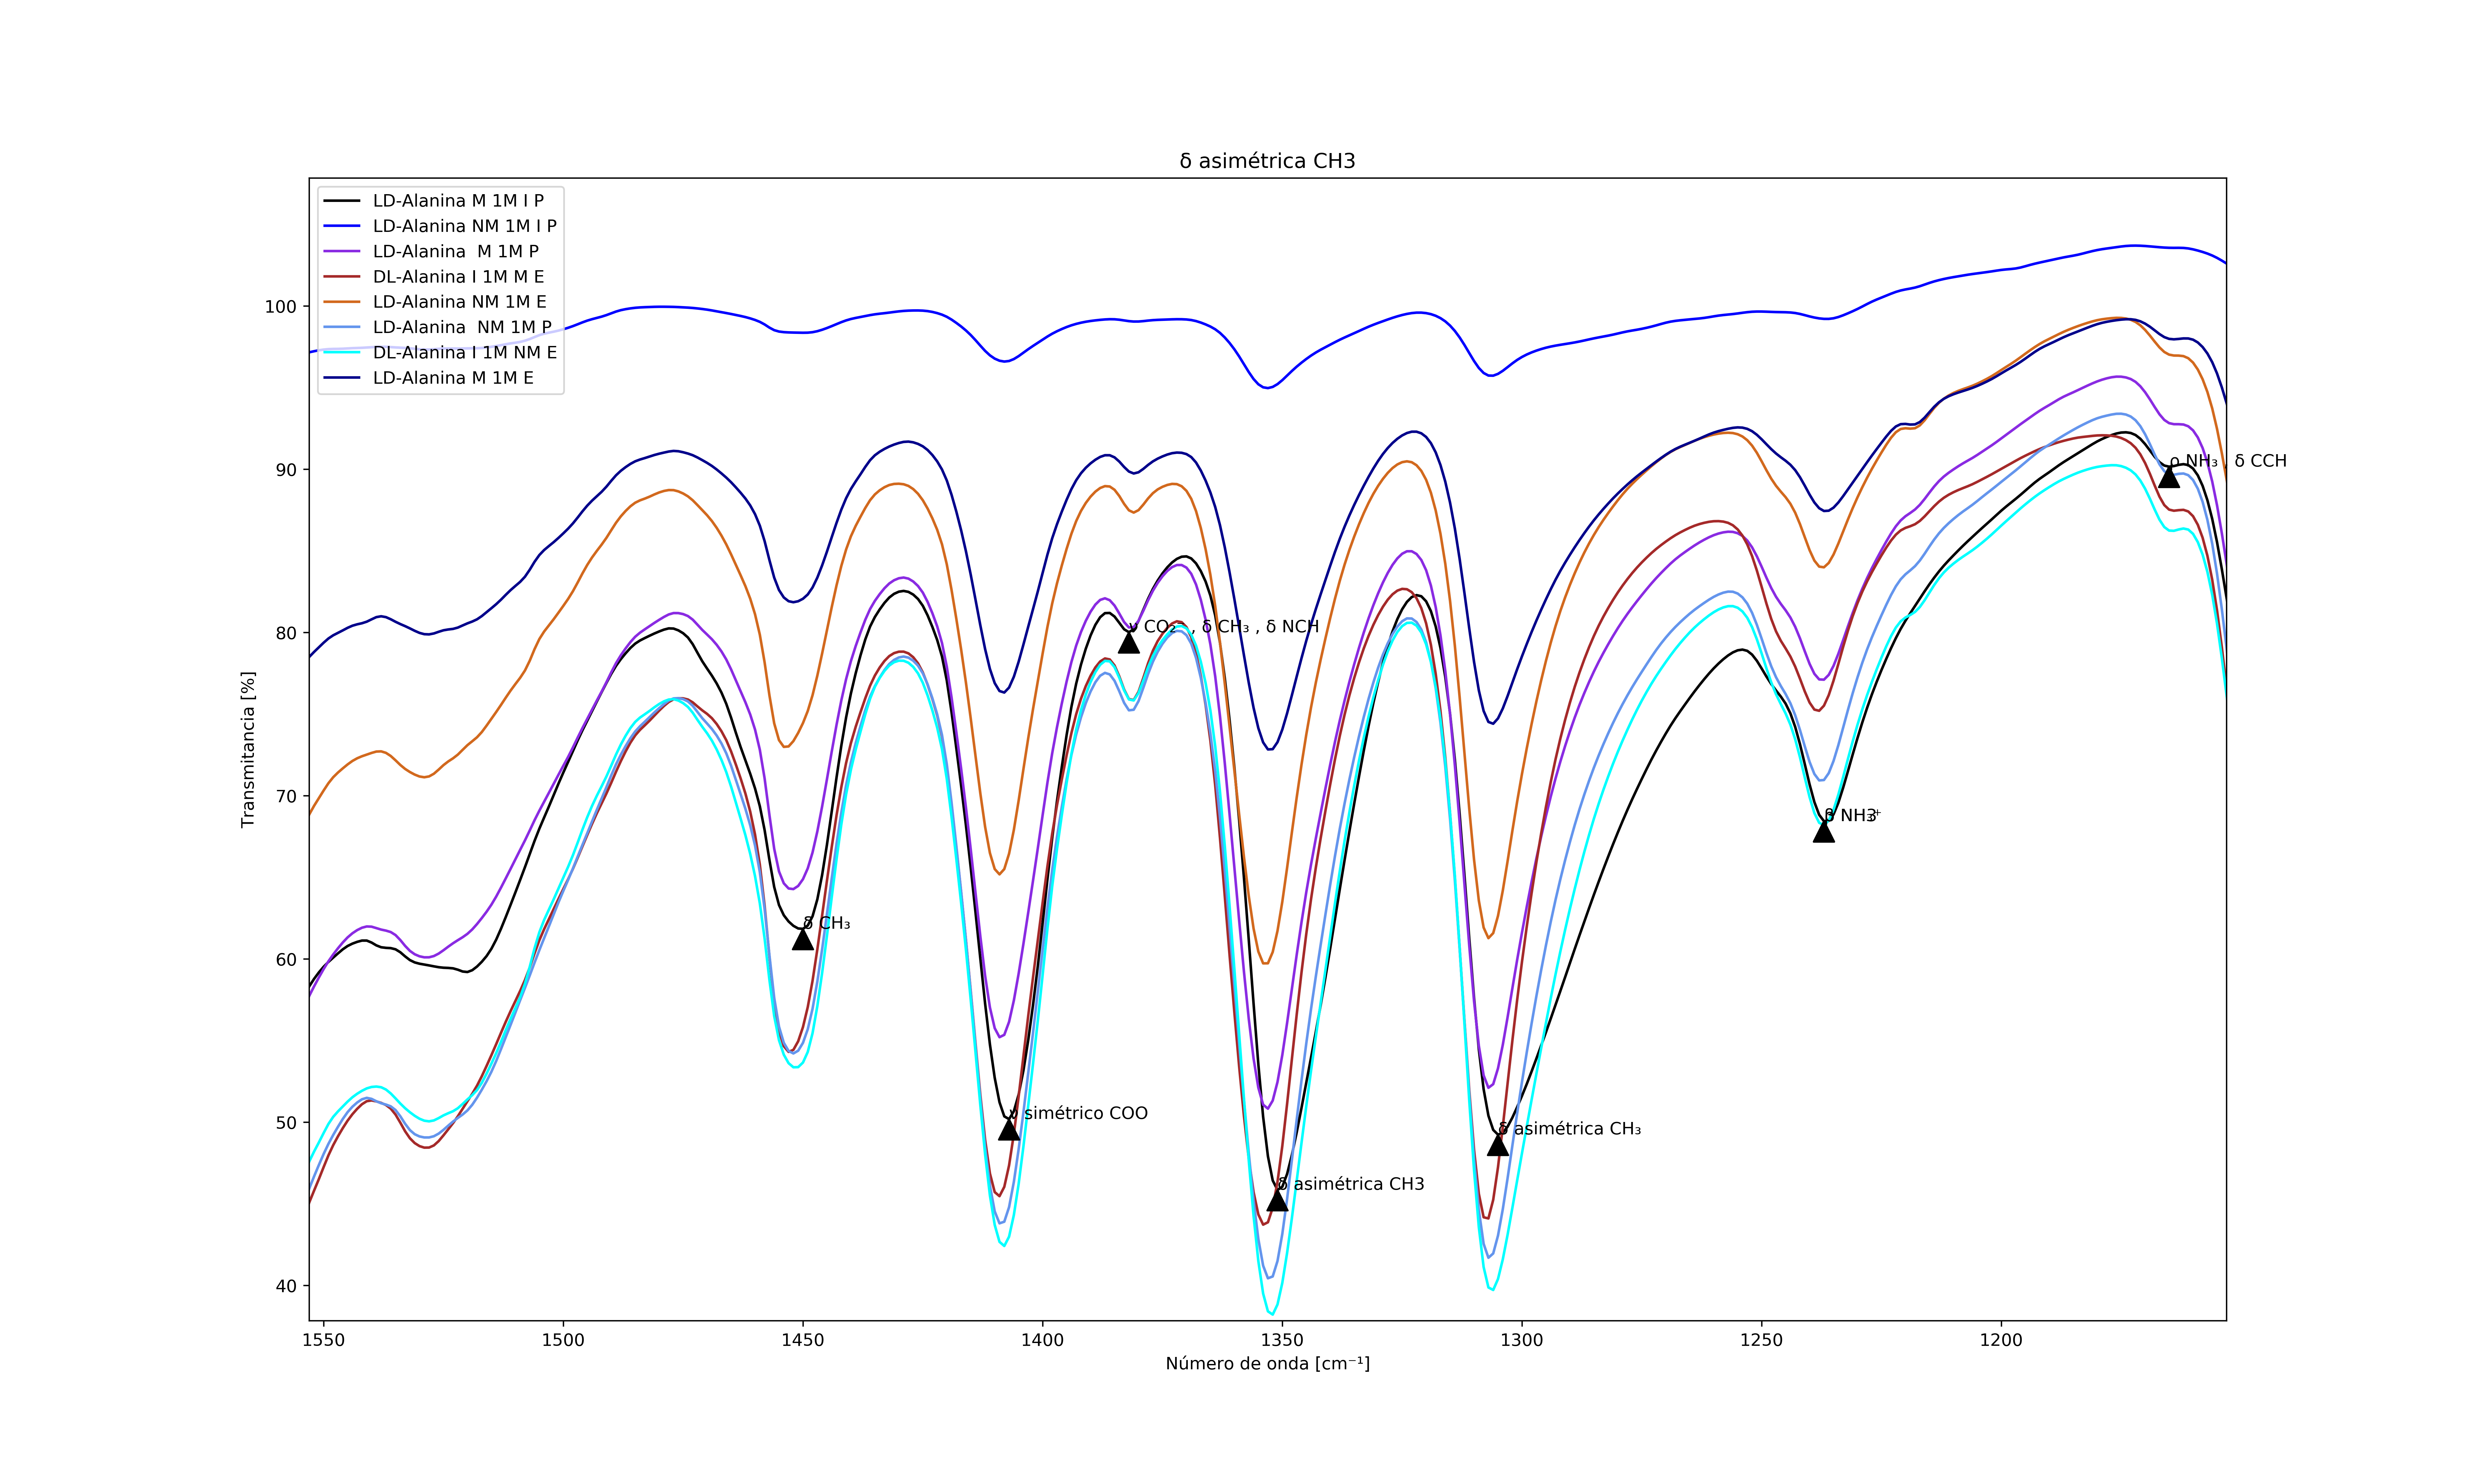 δ asimétrica CH3
LD-Alanina M 1M I P
LD-Alanina NM 1M I P
LD-Alanina  M 1M P
DL-Alanina I 1M M E
LD-Alanina NM 1M E
LD-Alanina  NM 1M P
DL-Alanina I 1M NM E
LD-Alanina M 1M E
Transmitancia [%]
100
90
80
70
60
50
40
NH₃ , δ CCH
υ CO₂⁻ , δ CH₃ , δ NCH
NH3⁺
δ CH₃
υ simétrico COO
δ asimétrica CH₃
δ asimétrica CH3
1550 1500 1450 1400 1350 1300 1250 1200
Número de onda [cm⁻¹]